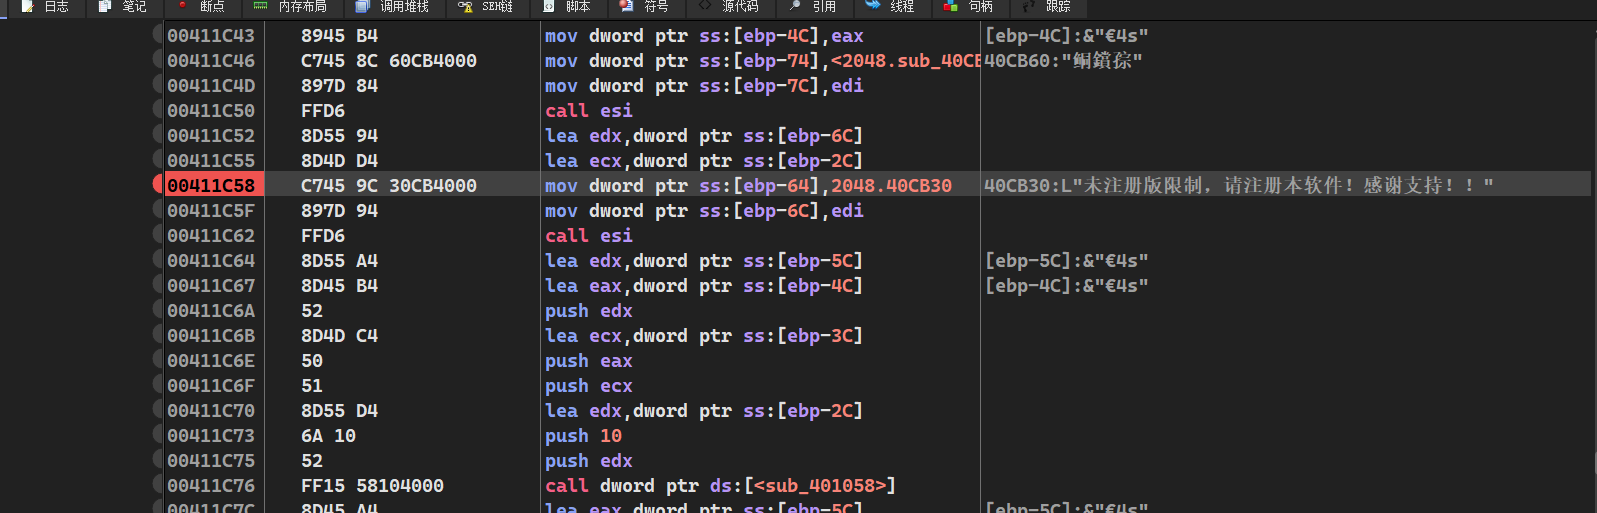 日志 笔记 断点 内存布局 调用堆栈 SEH链 脚本 符号 源代码 引用 线程 句柄 跟踪
00411C43 8945 B4 mov dword ptr ss:[ebp-4C],eax [ebp-4C]:&"€4s"
00411C46 C745 8C 60CB4000 mov dword ptr ss:[ebp-74],<2048.sub_40CB 40CB60:"鲖鑌孮"
00411C4D 897D 84 mov dword ptr ss:[ebp-7C],edi
00411C50 FFD6 call esi
00411C52 8D55 94 lea edx,dword ptr ss:[ebp-6C]
00411C55 8D4D D4 lea ecx,dword ptr ss:[ebp-2C]
00411C58 C745 9C 30CB4000 mov dword ptr ss:[ebp-64],2048.40CB30 40CB30:L"未注册版限制，请注册本软件！感谢支持！！"
00411C5F 897D 94 mov dword ptr ss:[ebp-6C],edi
00411C62 FFD6 call esi
00411C64 8D55 A4 lea edx,dword ptr ss:[ebp-5C] [ebp-5C]:&"€4s"
00411C67 8D45 B4 lea eax,dword ptr ss:[ebp-4C] [ebp-4C]:&"€4s"
00411C6A 52 push edx
00411C6B 8D4D C4 lea ecx,dword ptr ss:[ebp-3C]
00411C6E 50 push eax
00411C6F 51 push ecx
00411C70 8D55 D4 lea edx,dword ptr ss:[ebp-2C]
00411C73 6A 10 push 10
00411C75 52 push edx
00411C76 FF15 58104000 call dword ptr ds:[<sub_401058>]
00411C7C 8D45 A4 lea eax,dword ptr ss:[ebp-5C] [ebp-5C]:&"€4s"